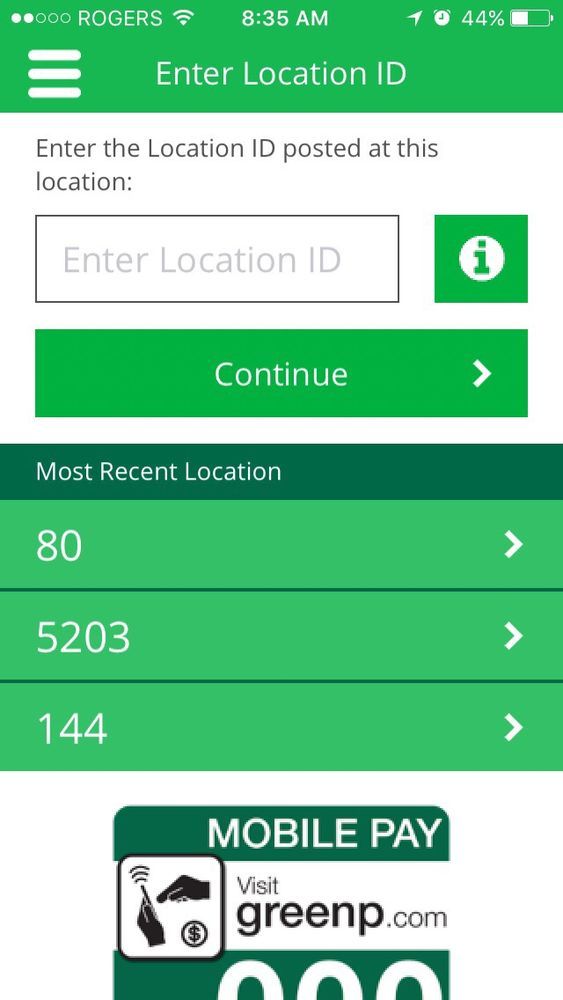 ROGERS 8:35 AM 44%
Enter Location ID
Enter the Location ID posted at this
location:
Enter Location ID
Continue
Most Recent Location
80
5203
144
MOBILE PAY
Visit
greenp.com
000